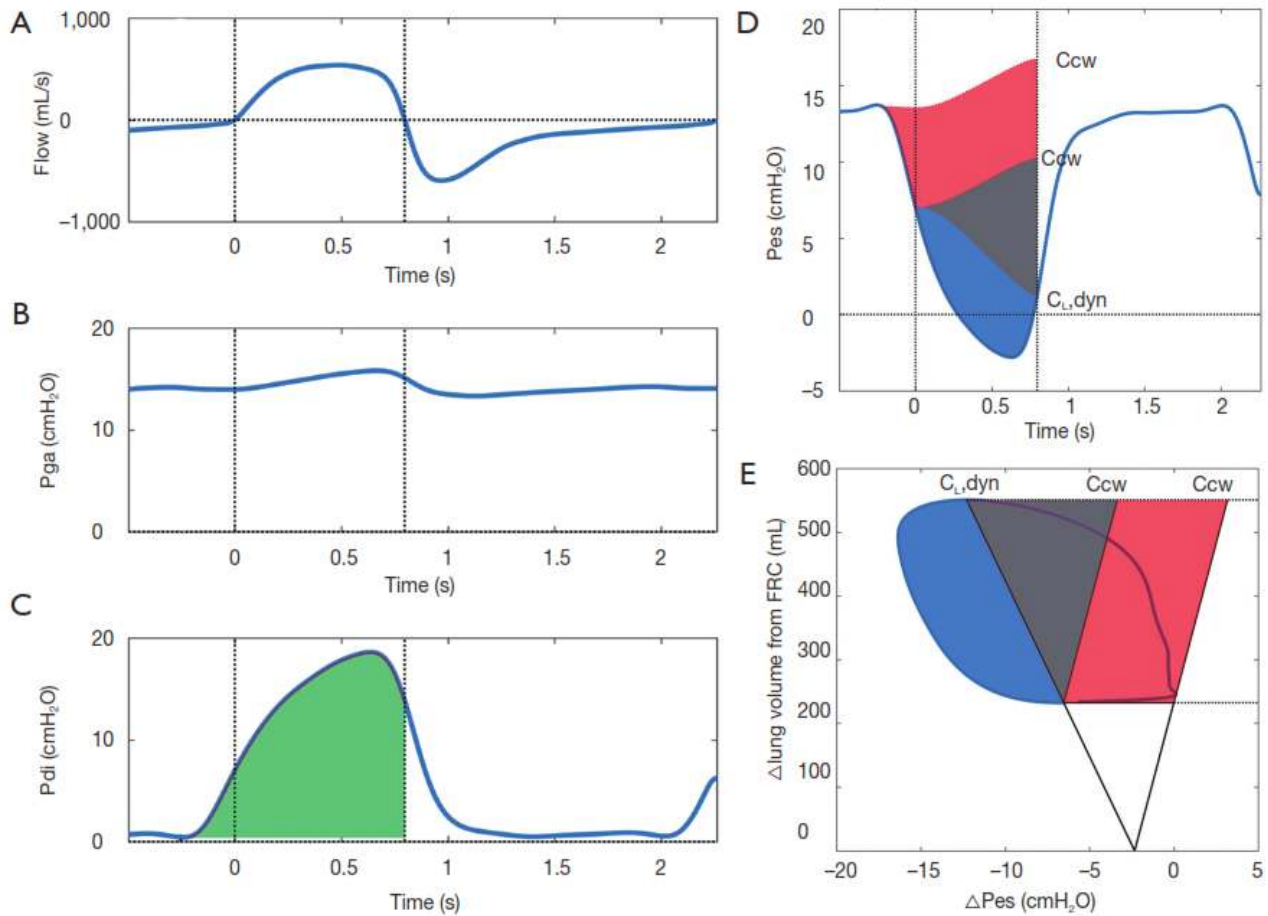 A
1,000
0
−1,000
Flow (mL/s)
0
0.5
1
1.5
2
Time (s)
B
20
10
0
Pga (cmH₂O)
0
0.5
1
1.5
2
Time (s)
C
20
10
0
Pdi (cmH₂O)
0
0.5
1
1.5
2
Time (s)
D
20
15
10
5
0
−5
Pes (cmH₂O)
Ccw
Ccw
C_L,dyn
0
0.5
1
1.5
2
Time (s)
E
600
500
400
300
200
100
0
△lung volume from FRC (mL)
C_L,dyn
Ccw
Ccw
−20
−15
−10
−5
0
5
△Pes (cmH₂O)